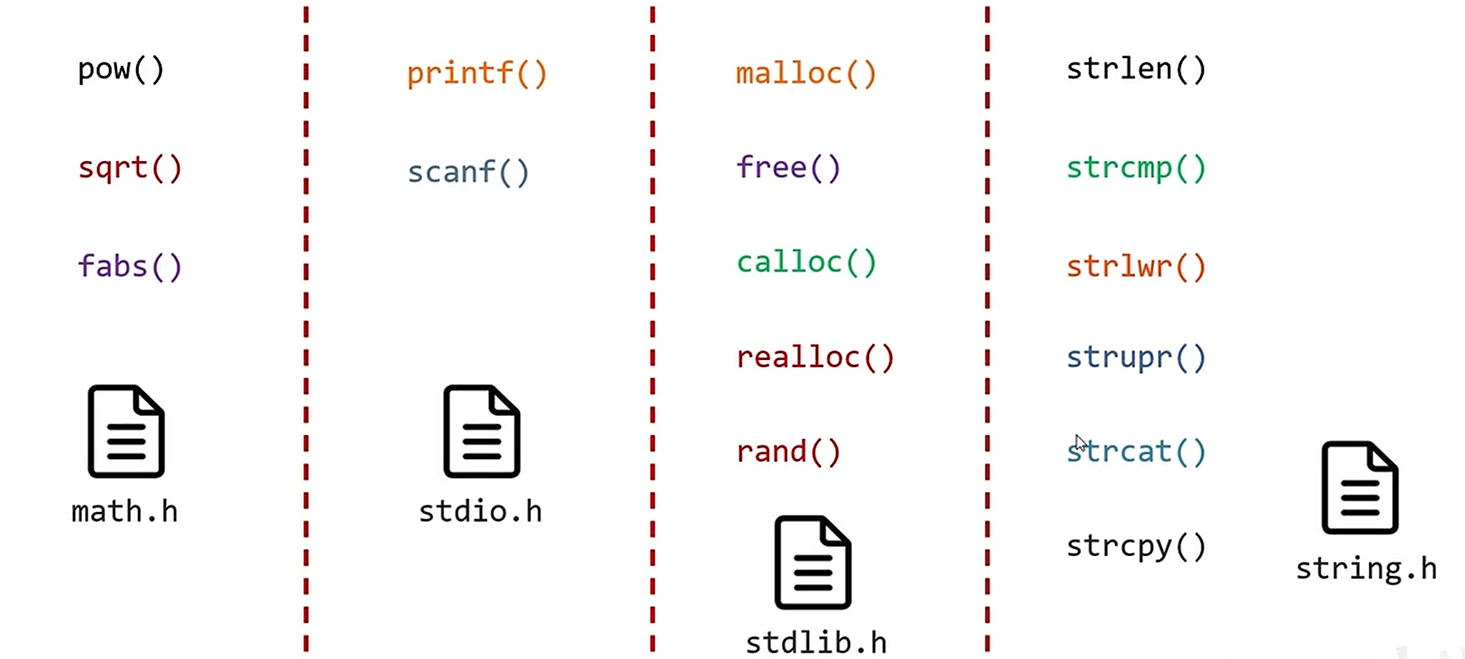 pow()
sqrt()
fabs()
math.h
printf()
scanf()
stdio.h
malloc()
free()
calloc()
realloc()
rand()
stdlib.h
strlen()
strcmp()
strlwr()
strupr()
strcat()
strcpy()
string.h